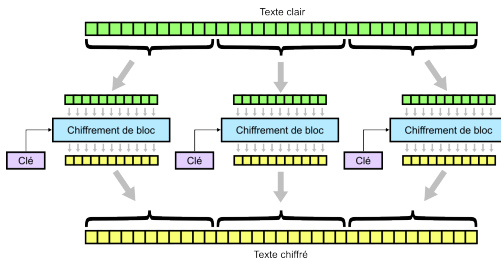 Texte clair
Chiffrement de bloc
Chiffrement de bloc
Chiffrement de bloc
Clé
Clé
Clé
Texte chiffré